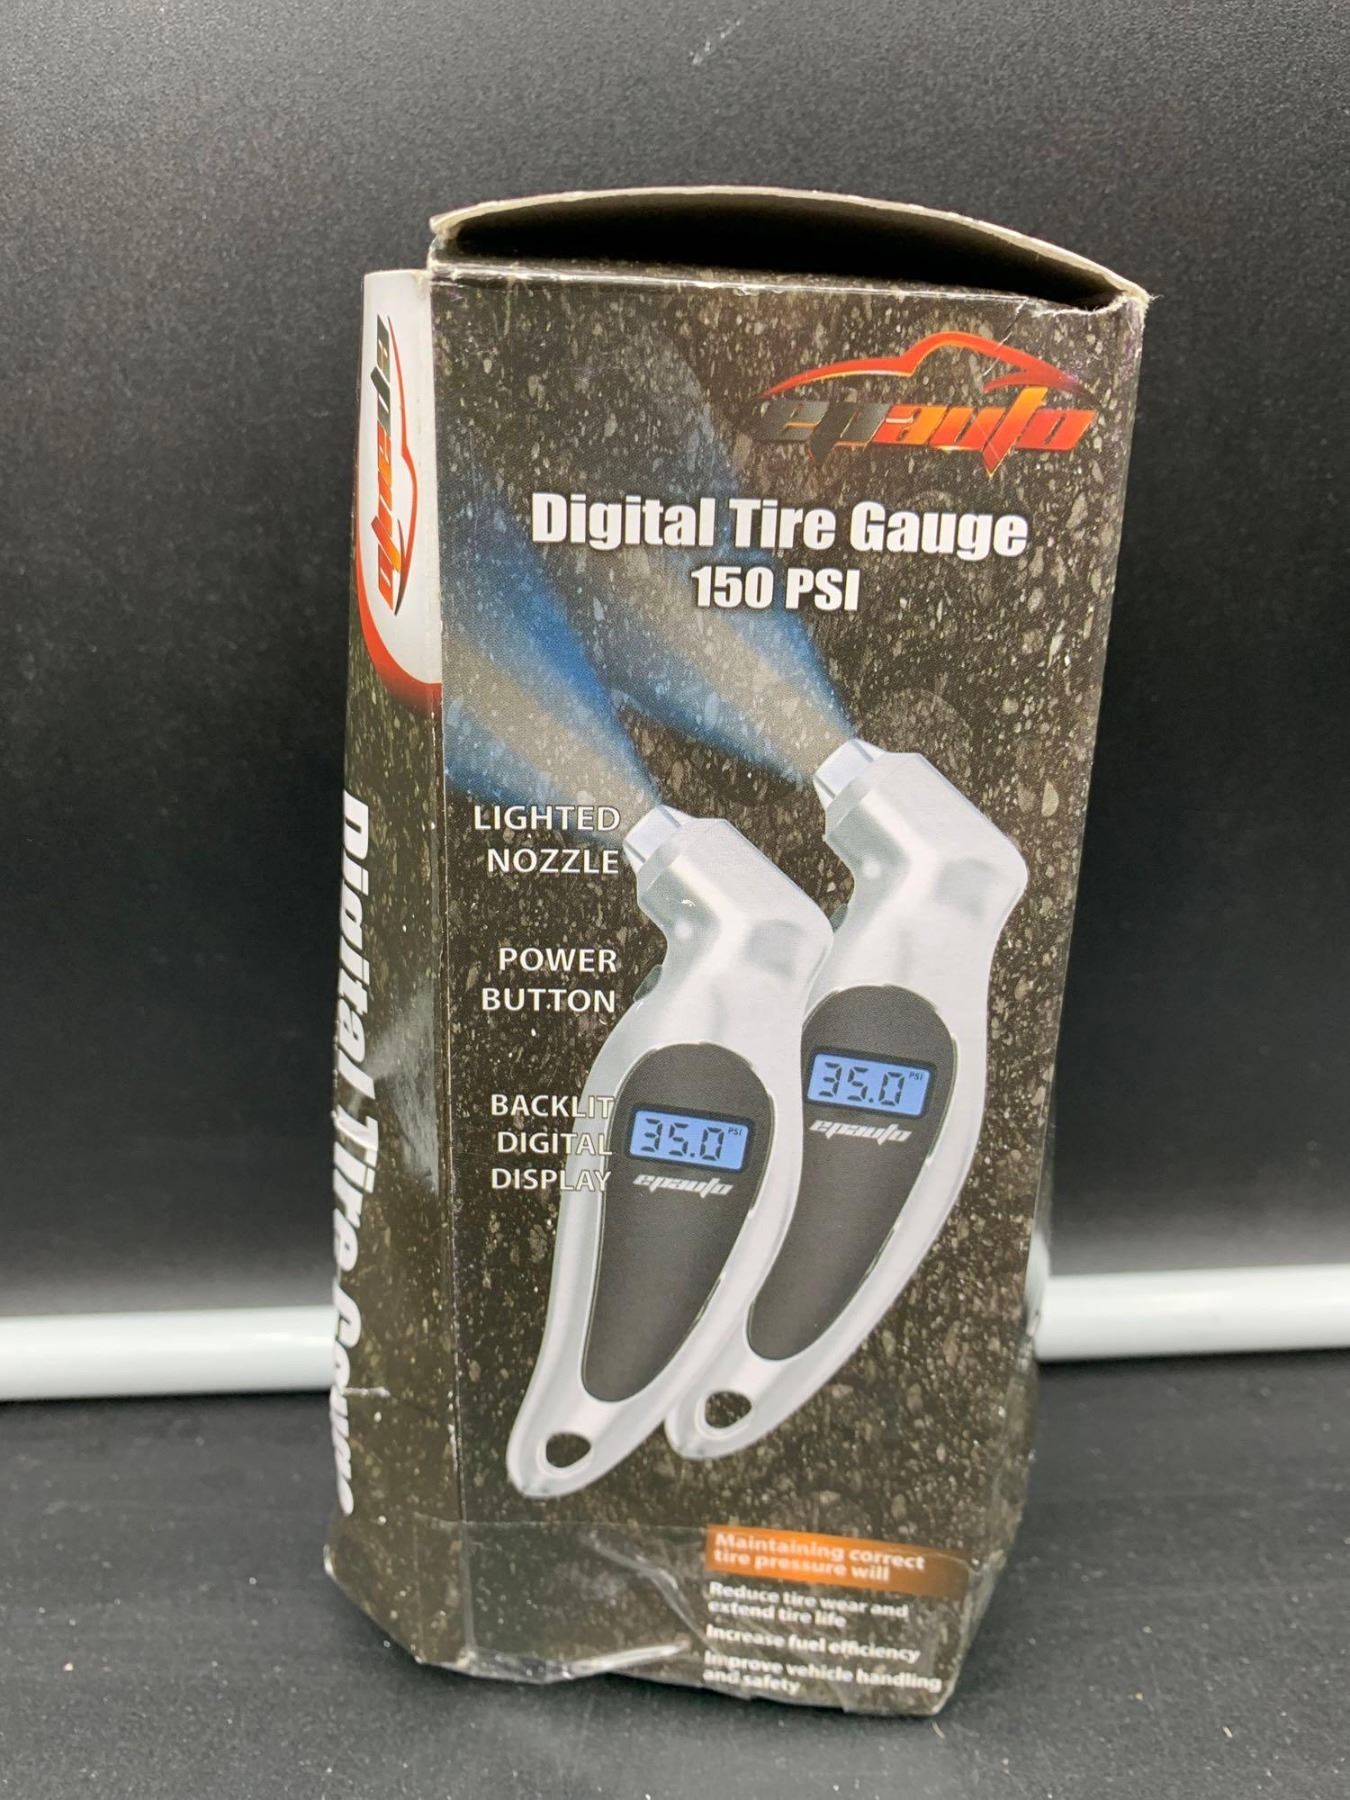 epauto
Digital Tire Gauge
epauto
Digital Tire Gauge
150 PSI
LIGHTED
NOZZLE
POWER
BUTTON
BACKLIT
DIGITAL
DISPLAY
35.0 PSI
epauto
35.0 PSI
epauto
Maintaining correct
tire pressure will
Reduce tire wear and
extend tire life
Increase fuel efficiency
Improve vehicle handling
and safety